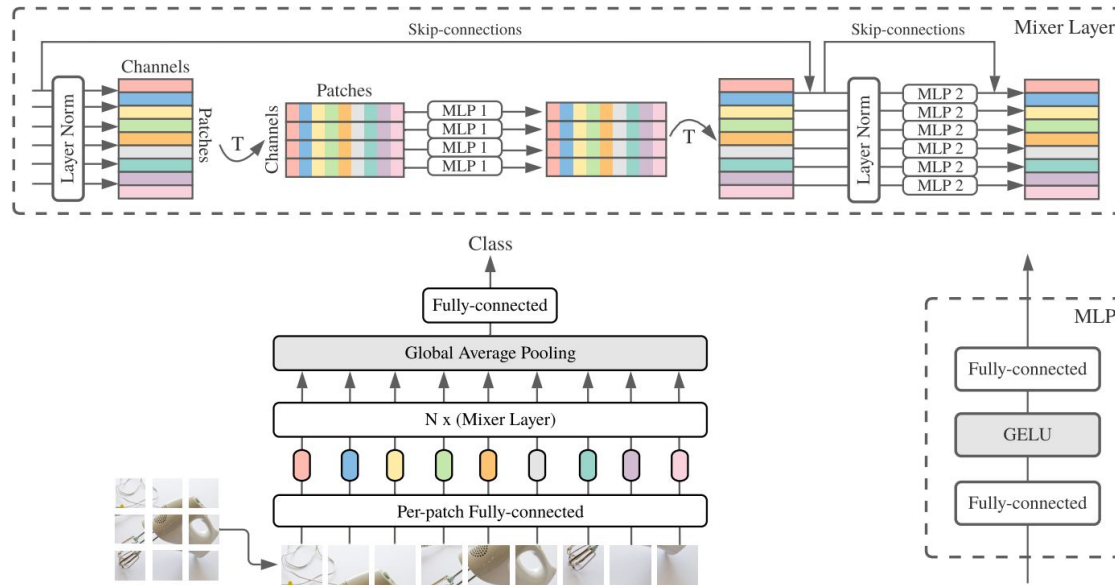 Skip-connections
Skip-connections
Mixer Layer
Channels
Layer Norm
Patches
T
Patches
Channels
MLP 1
MLP 1
MLP 1
MLP 1
T
Layer Norm
MLP 2
MLP 2
MLP 2
MLP 2
MLP 2
MLP 2
Class
Fully-connected
Global Average Pooling
N x (Mixer Layer)
Per-patch Fully-connected
MLP
Fully-connected
GELU
Fully-connected